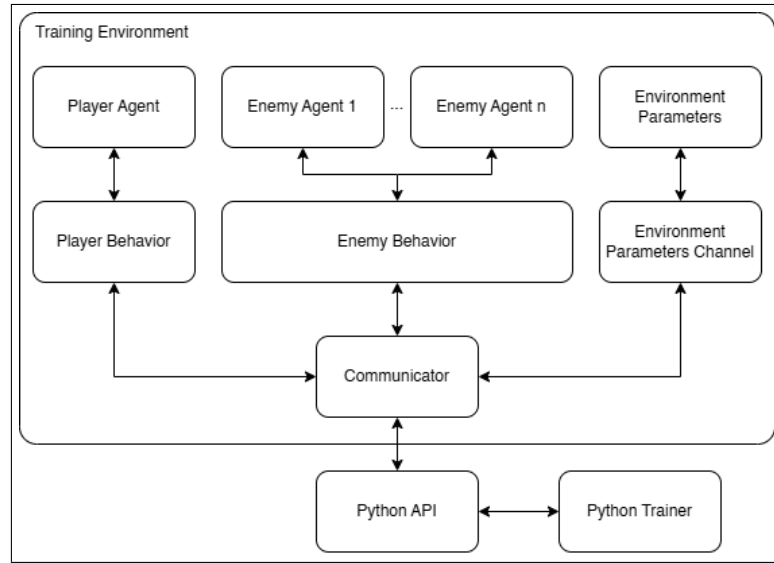 Training Environment
Player Agent
Enemy Agent 1
...
Enemy Agent n
Environment
Parameters
Player Behavior
Enemy Behavior
Environment
Parameters Channel
Communicator
Python API
Python Trainer